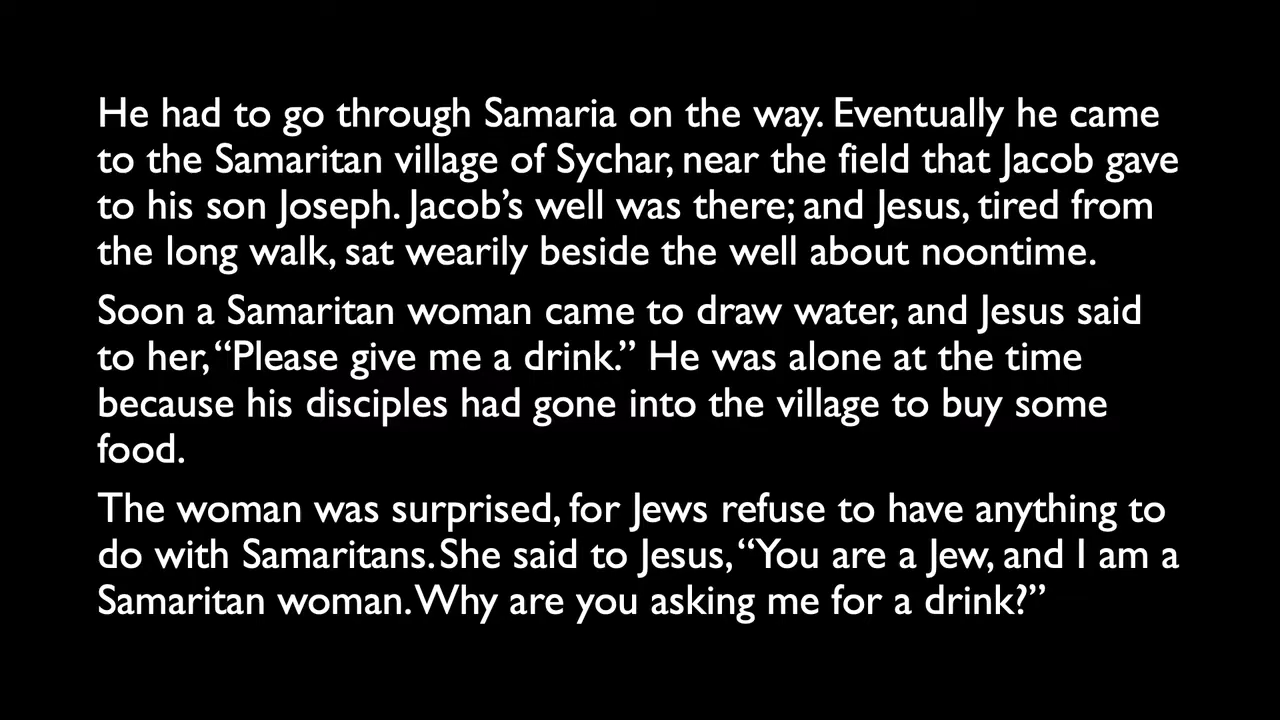 He had to go through Samaria on the way. Eventually he came
to the Samaritan village of Sychar, near the field that Jacob gave
to his son Joseph. Jacob’s well was there; and Jesus, tired from
the long walk, sat wearily beside the well about noontime.
Soon a Samaritan woman came to draw water, and Jesus said
to her, “Please give me a drink.” He was alone at the time
because his disciples had gone into the village to buy some
food.
The woman was surprised, for Jews refuse to have anything to
do with Samaritans. She said to Jesus, “You are a Jew, and I am a
Samaritan woman. Why are you asking me for a drink?”